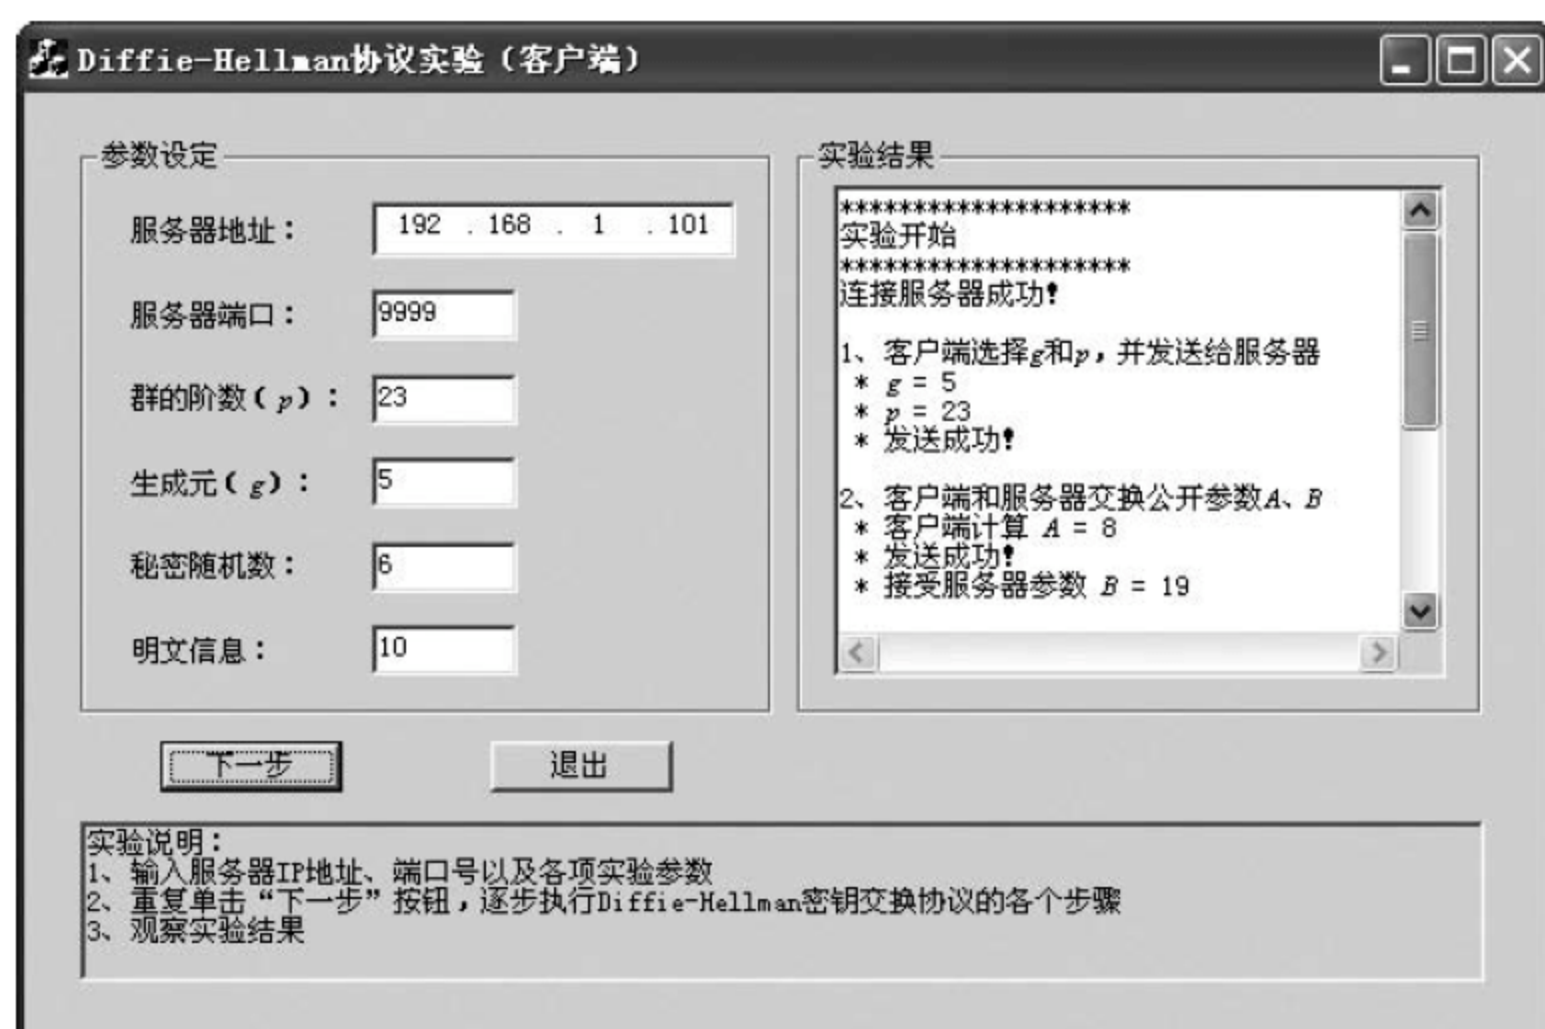 Diffie-Hellman协议实验（客户端）
参数设定
服务器地址：
192 . 168 . 1 . 101
服务器端口：
9999
群的阶数（p）：
23
生成元（g）：
5
秘密随机数：
6
明文信息：
10
下一步
退出
实验结果
********************
实验开始
********************
连接服务器成功！
1、客户端选择g和p，并发送给服务器
* g = 5
* p = 23
* 发送成功！
2、客户端和服务器交换公开参数A、B
* 客户端计算 A = 8
* 发送成功！
* 接受服务器参数 B = 19
实验说明：
1、输入服务器IP地址、端口号以及各项实验参数
2、重复单击“下一步”按钮，逐步执行Diffie-Hellman密钥交换协议的各个步骤
3、观察实验结果